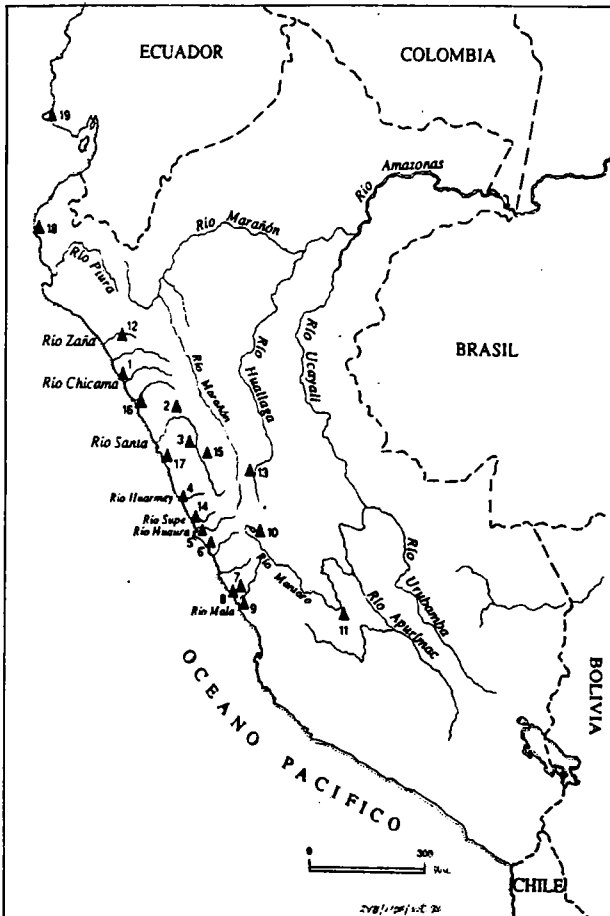 ECUADOR
COLOMBIA
19
Río Amazonas
18
Río Marañón
Río Piura
12
Río Zaña
BRASIL
1
Río Chicama
Río Marañón
Río Huallaga
Río Ucayali
16
2
3
Río Santa
15
17
13
4
Río Huarmey
14
Río Supe
Río Huaura
5
6
10
7
Río Mantaro
8
Río Mala
9
11
Río Apurímac
Río Urubamba
BOLIVIA
OCEANO PACIFICO
0 300
CHILE